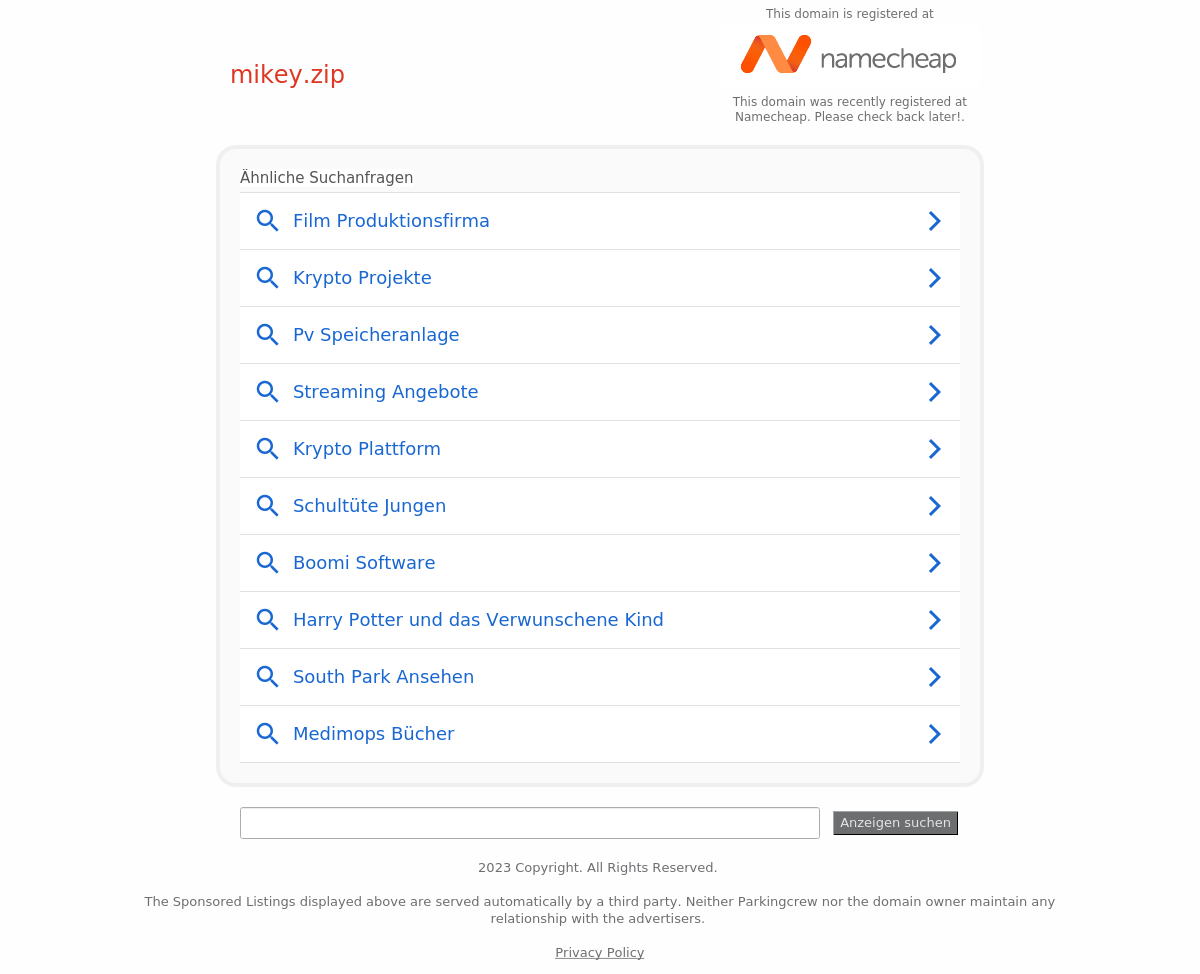 This domain is registered at
namecheap
mikey.zip
This domain was recently registered at
Namecheap. Please check back later!.
Ähnliche Suchanfragen
Film Produktionsfirma
Krypto Projekte
Pv Speicheranlage
Streaming Angebote
Krypto Plattform
Schultüte Jungen
Boomi Software
Harry Potter und das Verwunschene Kind
South Park Ansehen
Medimops Bücher
Anzeigen suchen
2023 Copyright. All Rights Reserved.
The Sponsored Listings displayed above are served automatically by a third party. Neither Parkingcrew nor the domain owner maintain any
relationship with the advertisers.
Privacy Policy